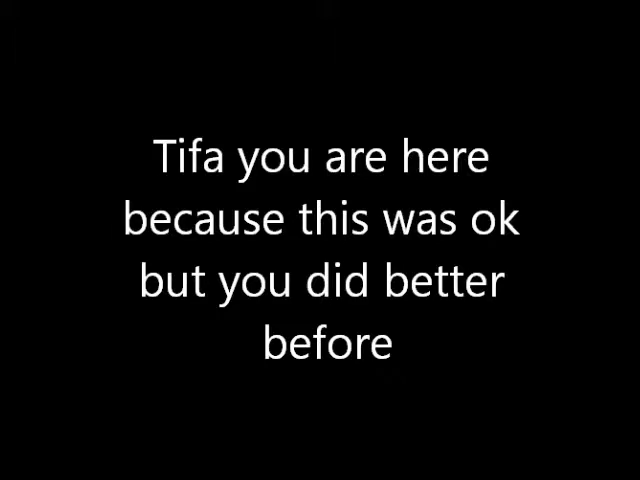 Tifa you are here
because this was ok
but you did better
before